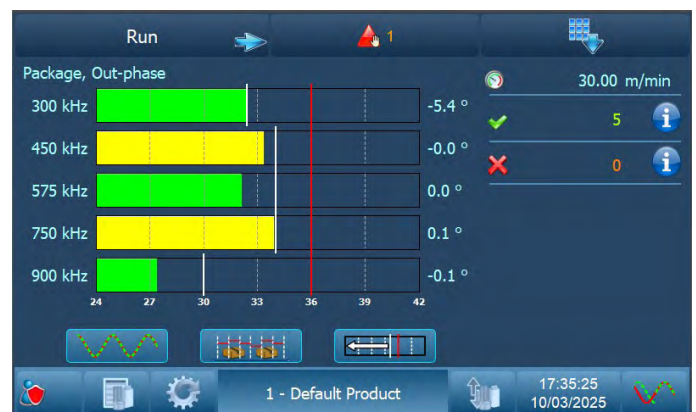 Run
1
Package, Out-phase
30.00 m/min
300 kHz
-5.4 °
5
450 kHz
-0.0 °
0
575 kHz
0.0 °
750 kHz
0.1 °
900 kHz
-0.1 °
24 27 30 33 36 39 42
1 - Default Product
17:35:25
10/03/2025